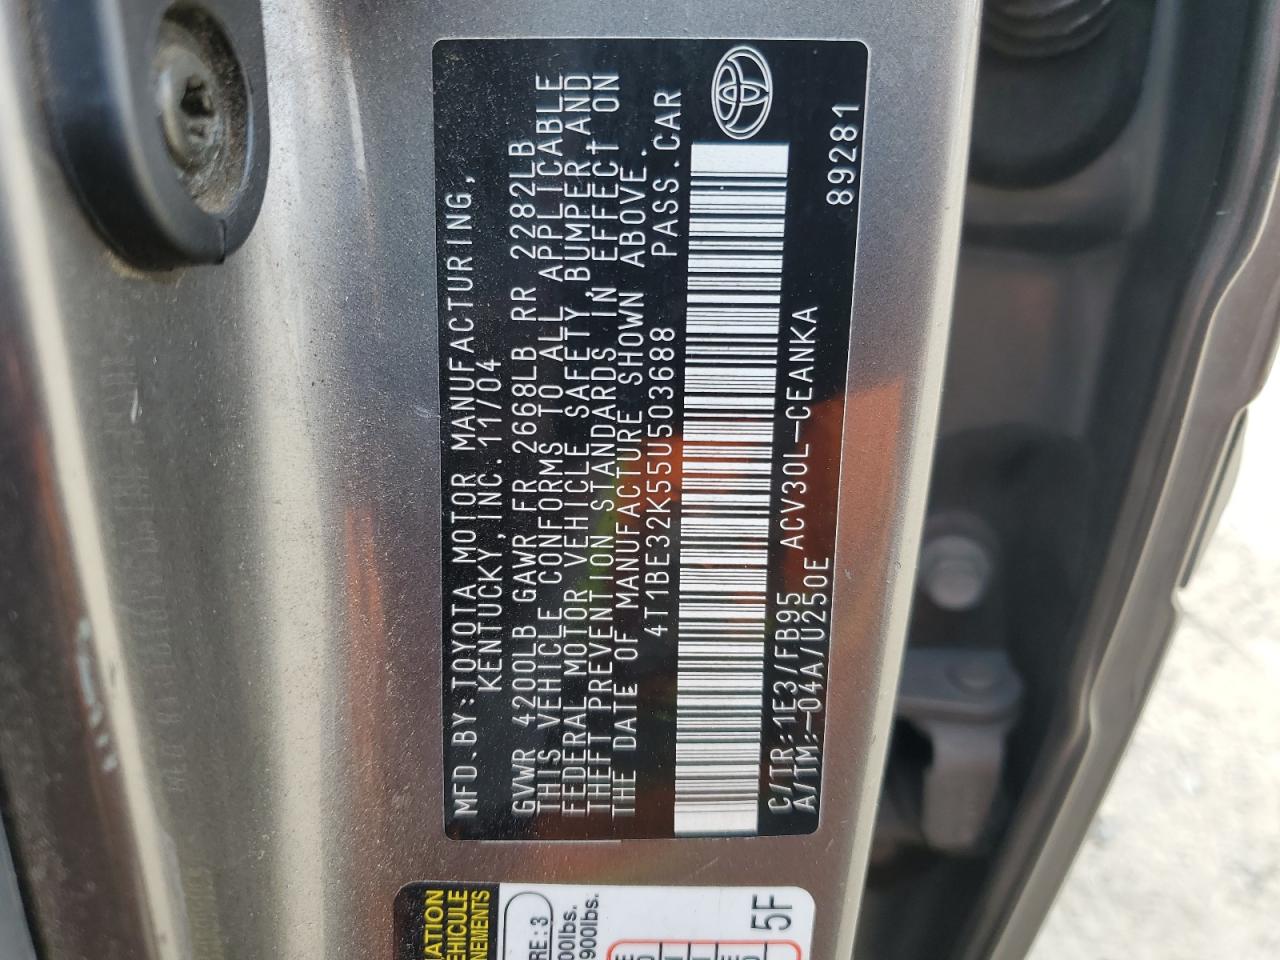 MFD.BY:TOYOTA MOTOR MANUFACTURING,
KENTUCKY,INC.11/04
GVWR 4200LB GAWR FR 2668LB RR 2282LB
THIS VEHICLE CONFORMS TO ALL APPLICABLE
FEDERAL MOTOR VEHICLE SAFETY,BUMPER,AND
THEFT PREVENTION STANDARDS IN EFFECT ON
THE DATE OF MANUFACTURE SHOWN ABOVE.
4T1BE32K55U503688 PASS.CAR
C/TR:1E3/FB95 ACV30L-CEANKA
A/TM:-04A/U250E
89281
5F